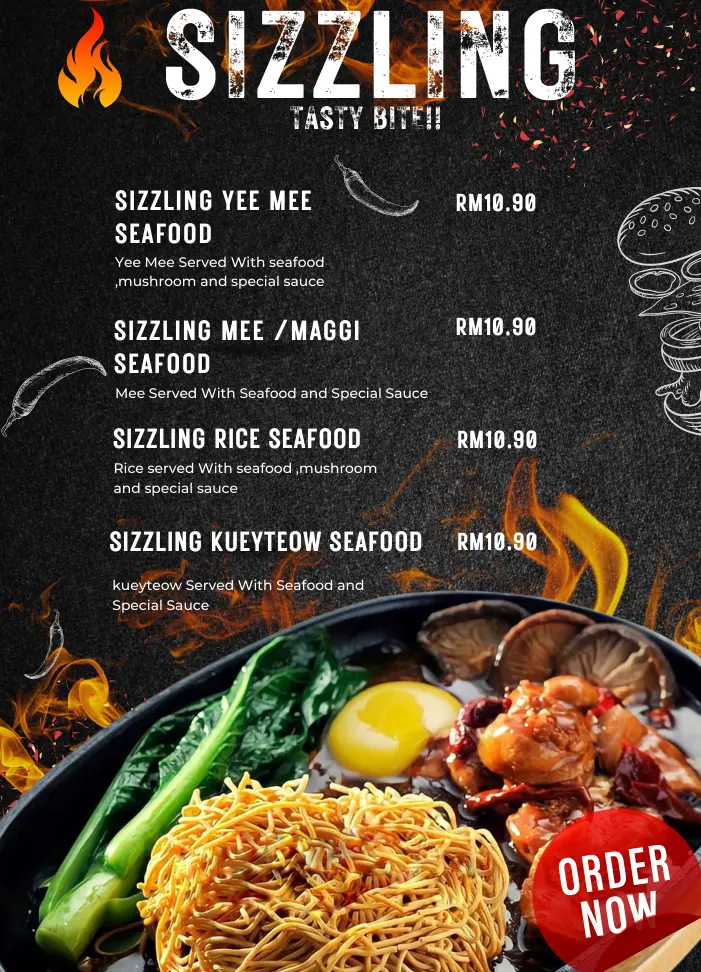 SIZZLING
TASTY BITE!!
SIZZLING YEE MEE
SEAFOOD
RM10.90
Yee Mee Served With seafood
,mushroom and special sauce
SIZZLING MEE /MAGGI
SEAFOOD
RM10.90
Mee Served With Seafood and Special Sauce
SIZZLING RICE SEAFOOD
RM10.90
Rice served With seafood ,mushroom
and special sauce
SIZZLING KUEYTEOW SEAFOOD
RM10.90
kueyteow Served With Seafood and
Special Sauce
ORDER
NOW